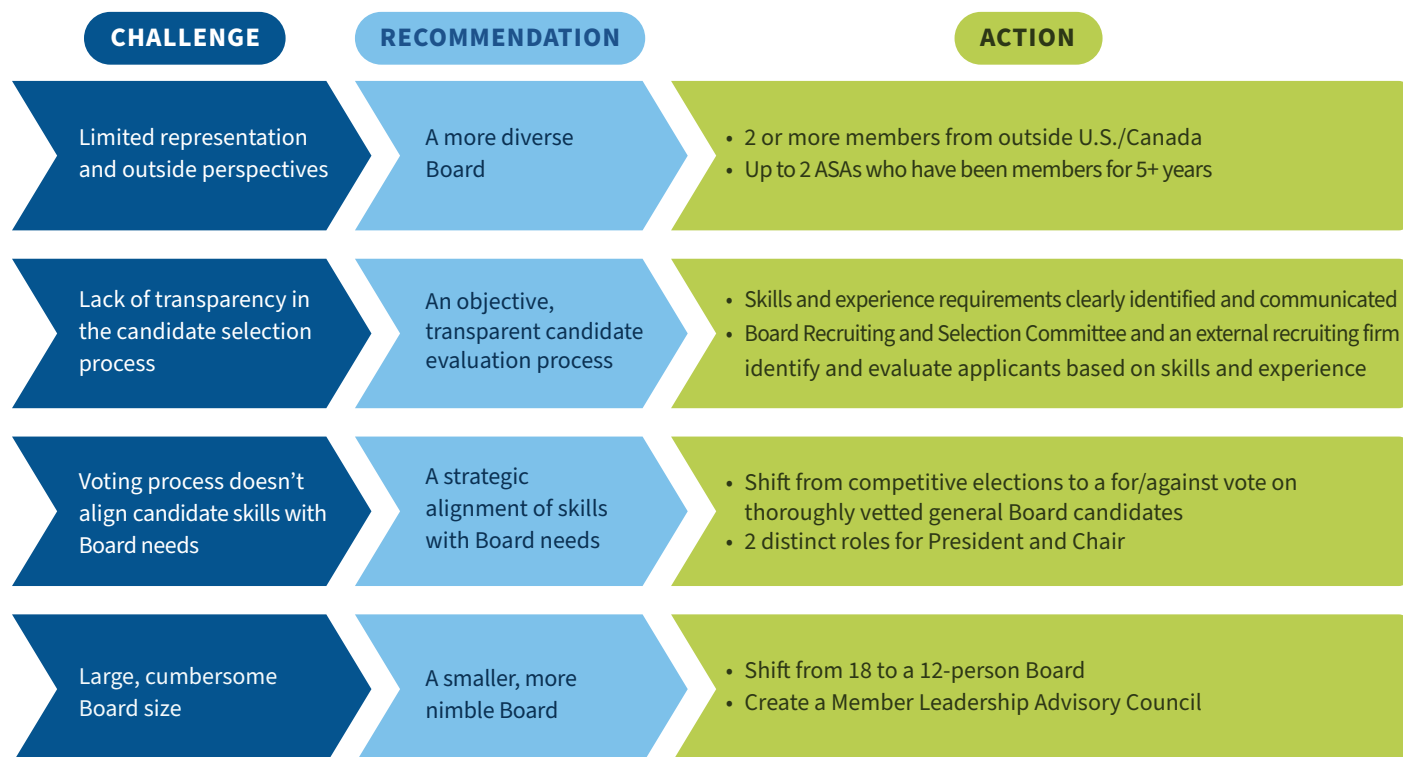 CHALLENGE
RECOMMENDATION
ACTION
Limited representation
and outside perspectives
A more diverse
Board
• 2 or more members from outside U.S./Canada
• Up to 2 ASAs who have been members for 5+ years
Lack of transparency in
the candidate selection
process
An objective,
transparent candidate
evaluation process
• Skills and experience requirements clearly identified and communicated
• Board Recruiting and Selection Committee and an external recruiting firm
identify and evaluate applicants based on skills and experience
Voting process doesn’t
align candidate skills with
Board needs
A strategic
alignment of skills
with Board needs
• Shift from competitive elections to a for/against vote on
thoroughly vetted general Board candidates
• 2 distinct roles for President and Chair
Large, cumbersome
Board size
A smaller, more
nimble Board
• Shift from 18 to a 12-person Board
• Create a Member Leadership Advisory Council